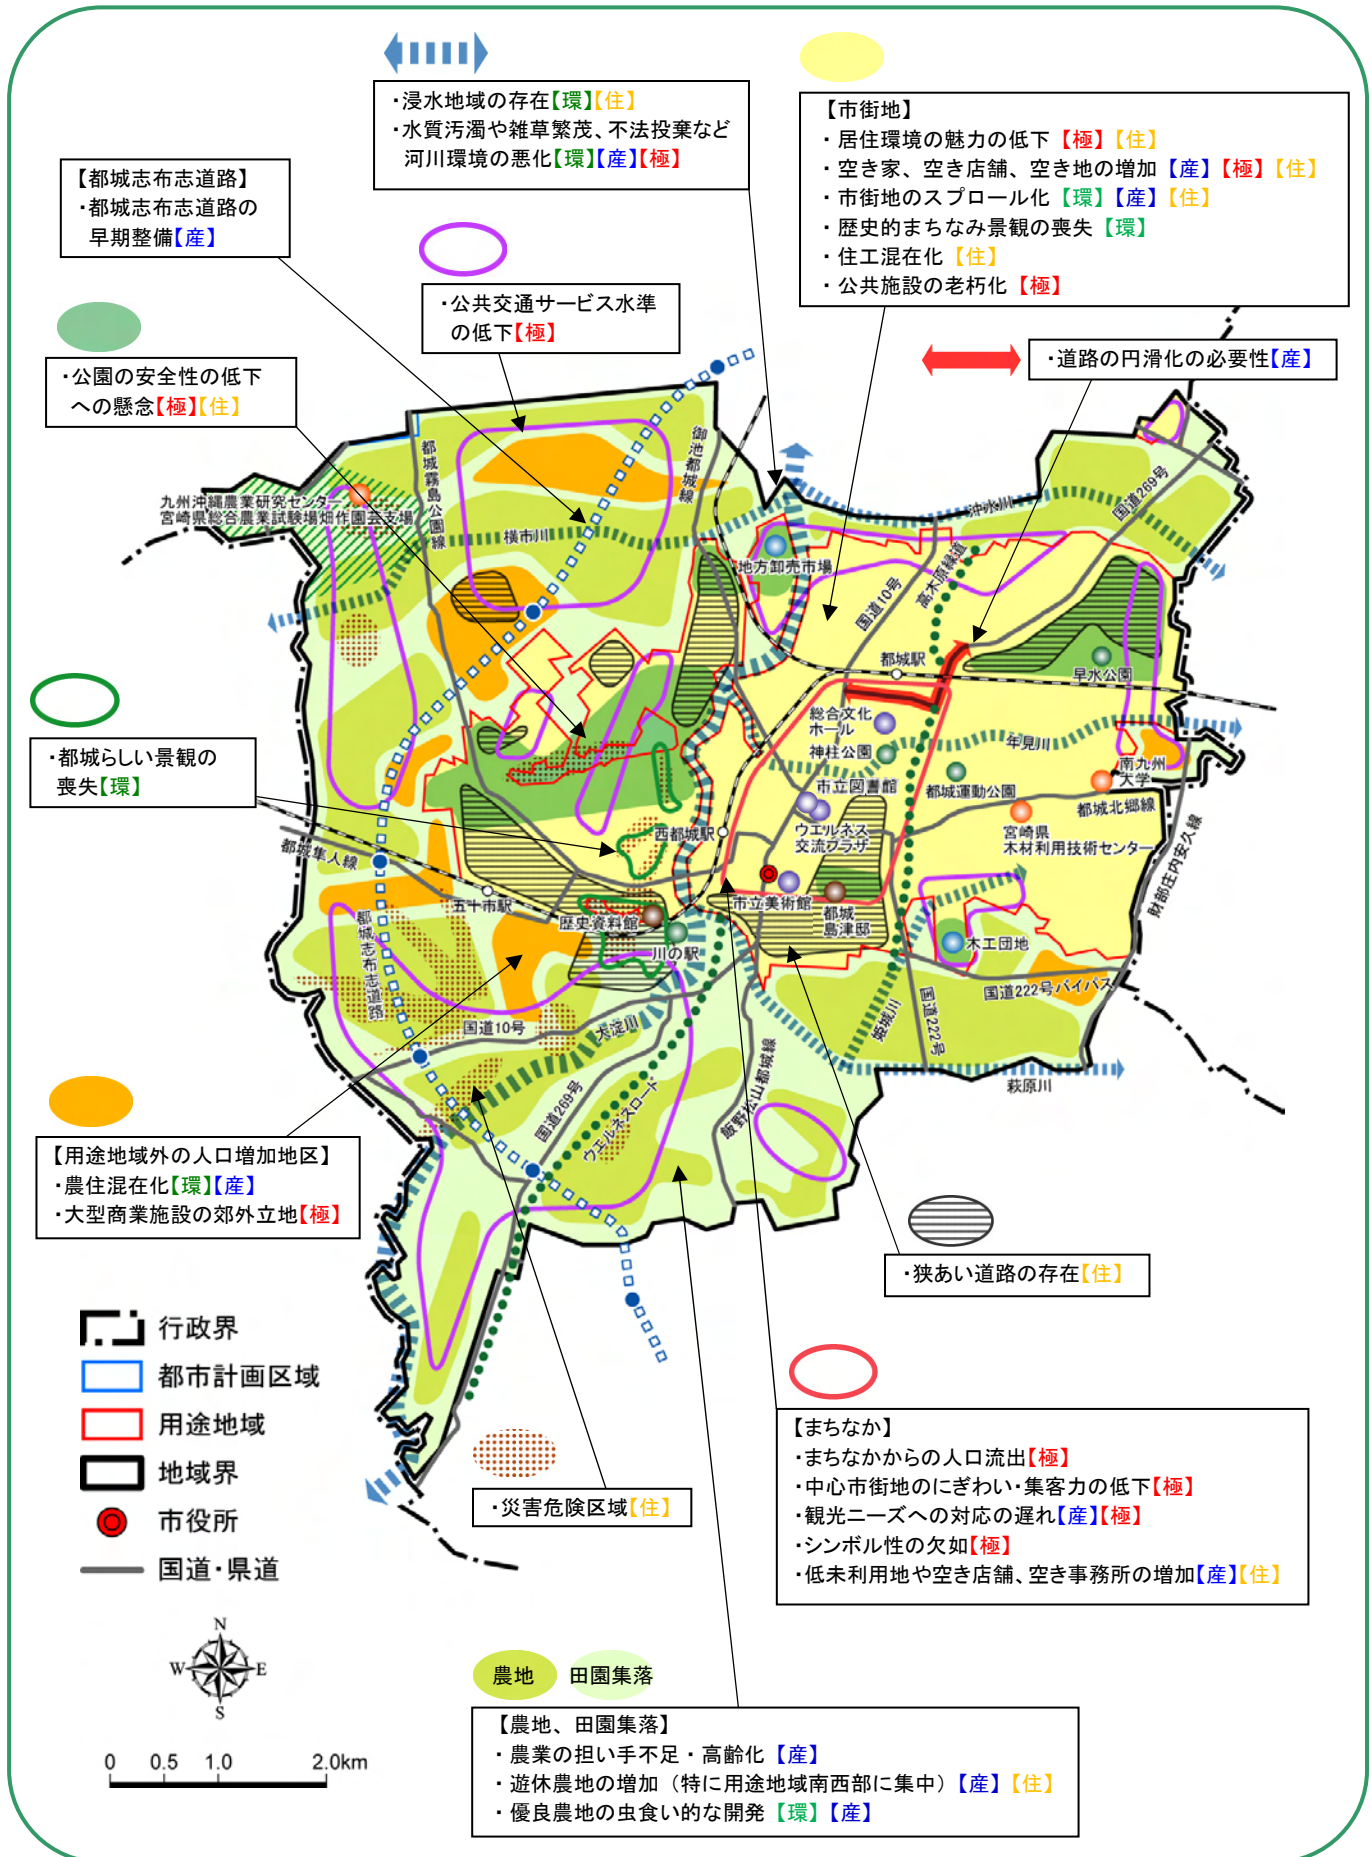 ・浸水地域の存在【環】【住】
・水質汚濁や雑草繁茂、不法投棄など
河川環境の悪化【環】【産】【極】
【市街地】
・居住環境の魅力の低下【極】【住】
・空き家、空き店舗、空き地の増加【産】【極】【住】
・市街地のスプロール化【環】【産】【住】
・歴史的まちなみ景観の喪失【環】
・住工混在化【住】
・公共施設の老朽化【極】
【都城志布志道路】
・都城志布志道路の
早期整備【産】
・公共交通サービス水準
の低下【極】
・道路の円滑化の必要性【産】
・公園の安全性の低下
への懸念【極】【住】
都城霧島公園線
御池都城線
九州沖縄農業研究センター
宮崎県総合農業試験場畑作園芸支場
横市川
沖水川
国道269号
地方卸売市場
国道10号
高木原緑道
都城駅
早水公園
総合文化
ホール
神柱公園
年見川
・都城らしい景観の
喪失【環】
市立図書館
都城運動公園
南九州
大学
都城北郷線
西都城駅
ウエルネス
交流プラザ
宮崎県
木材利用技術センター
都城隼人線
五十市駅
市立美術館
都城
島津邸
財部庄内安久線
歴史資料館
川の駅
木工団地
都城志布志道路
国道10号
大淀川
姫城川
国道222号
国道222号バイパス
国道269号
ウエルネスロード
飯野松山都城線
萩原川
【用途地域外の人口増加地区】
・農住混在化【環】【産】
・大型商業施設の郊外立地【極】
・狭あい道路の存在【住】
行政界
都市計画区域
用途地域
地域界
市役所
国道・県道
・災害危険区域【住】
【まちなか】
・まちなかからの人口流出【極】
・中心市街地のにぎわい・集客力の低下【極】
・観光ニーズへの対応の遅れ【産】【極】
・シンボル性の欠如【極】
・低未利用地や空き店舗、空き事務所の増加【産】【住】
N
W E
S
0 0.5 1.0 2.0km
農地 田園集落
【農地、田園集落】
・農業の担い手不足・高齢化【産】
・遊休農地の増加（特に用途地域南西部に集中）【産】【住】
・優良農地の虫食い的な開発【環】【産】